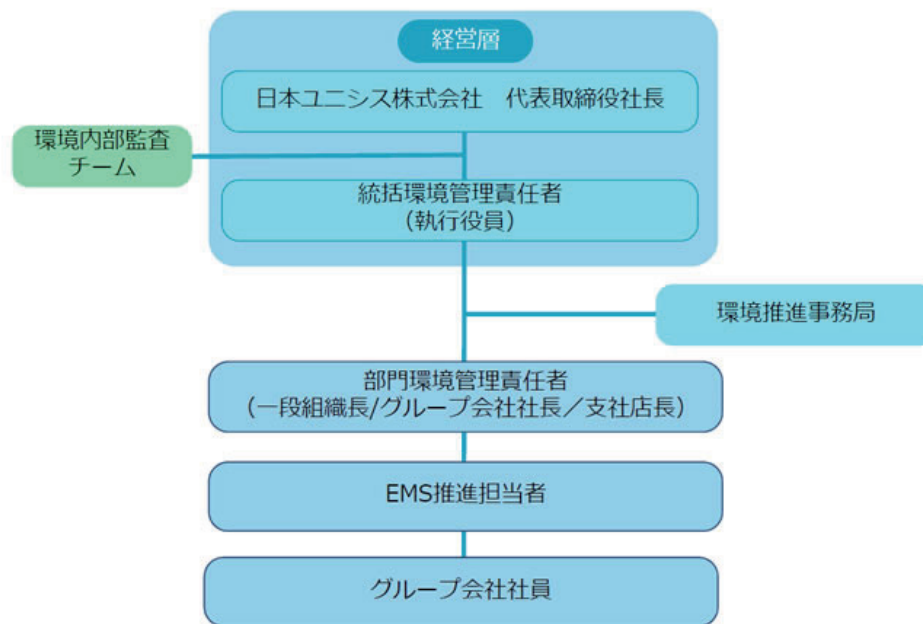 経営層
日本ユニシス株式会社　代表取締役社長
環境内部監査
チーム
統括環境管理責任者
（執行役員）
環境推進事務局
部門環境管理責任者
（一段組織長/グループ会社社長／支社店長）
EMS推進担当者
グループ会社社員